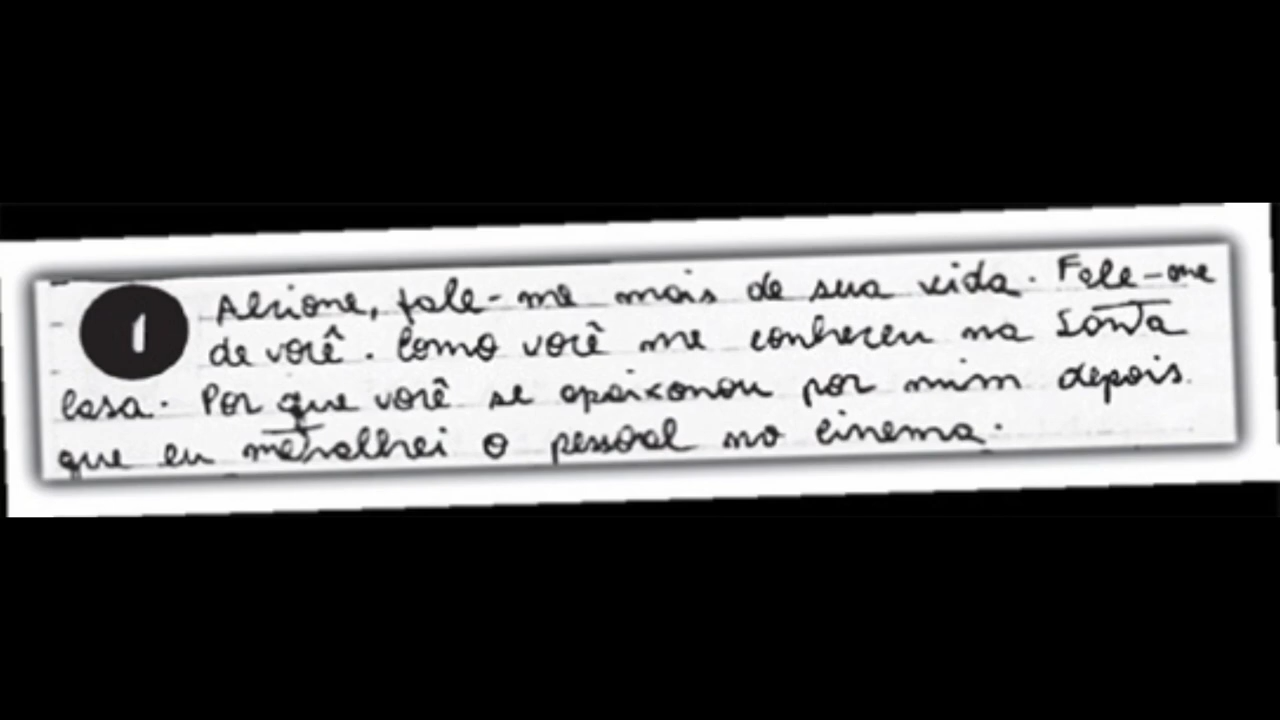 1
Alcione, fale-me mais de sua vida. Fale-me
de você. Como você me conheceu na Santa
Casa. Por que você se apaixonou por mim depois
que eu metralhei o pessoal no cinema.